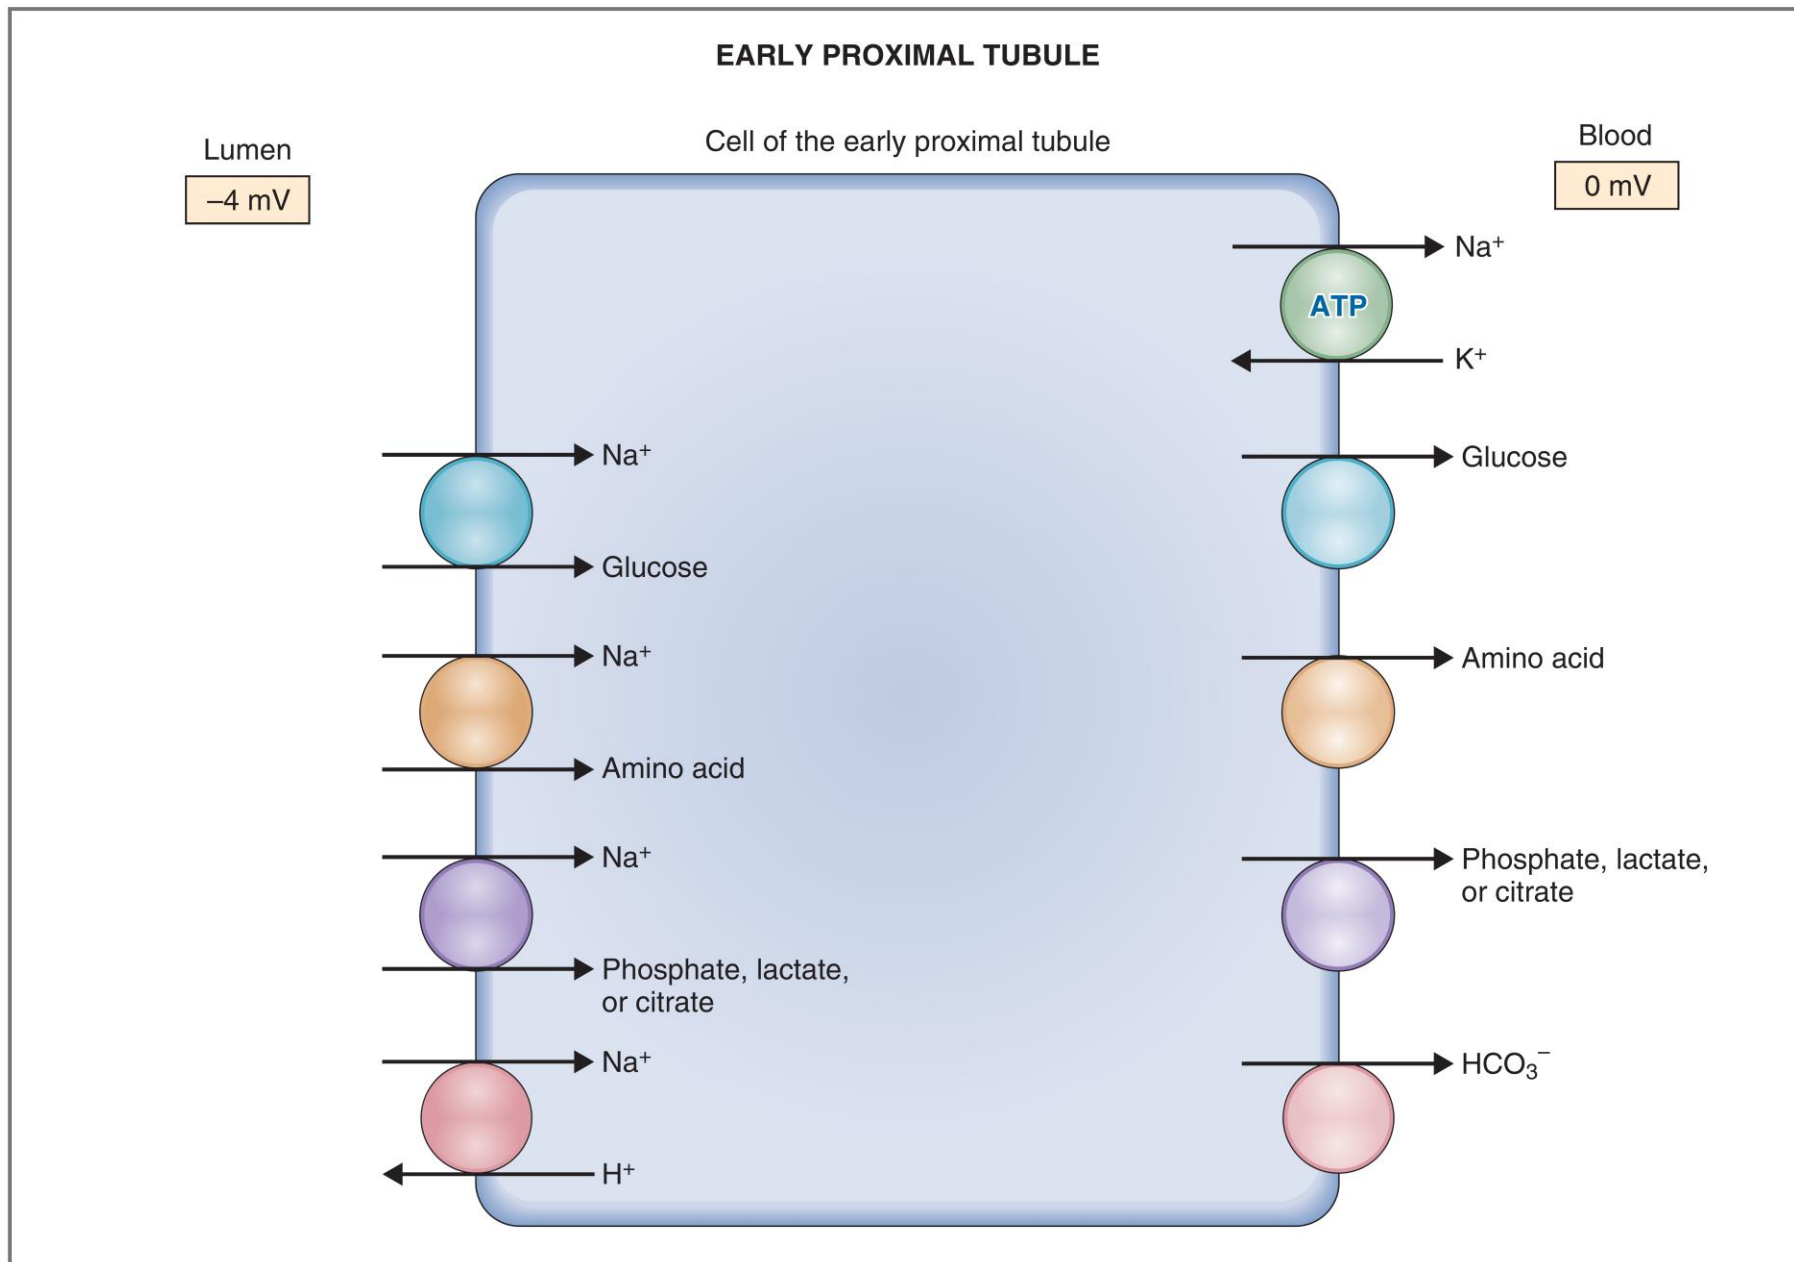 EARLY PROXIMAL TUBULE
Lumen
–4 mV
Cell of the early proximal tubule
Blood
0 mV
Na⁺
ATP
K⁺
Na⁺
Glucose
Na⁺
Amino acid
Na⁺
Phosphate, lactate,
or citrate
Na⁺
H⁺
Glucose
Amino acid
Phosphate, lactate,
or citrate
HCO₃⁻